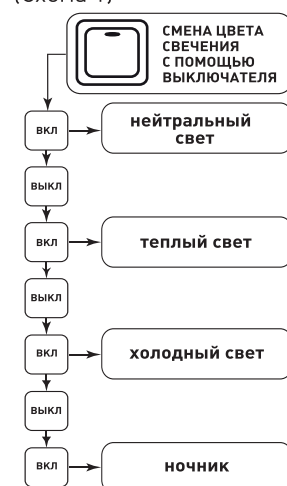 (Схема 1)
СМЕНА ЦВЕТА
СВЕЧЕНИЯ
С ПОМОЩЬЮ
ВЫКЛЮЧАТЕЛЯ
ВКЛ
нейтральный
свет
ВЫКЛ
ВКЛ
теплый свет
ВЫКЛ
ВКЛ
холодный свет
ВЫКЛ
ВКЛ
ночник